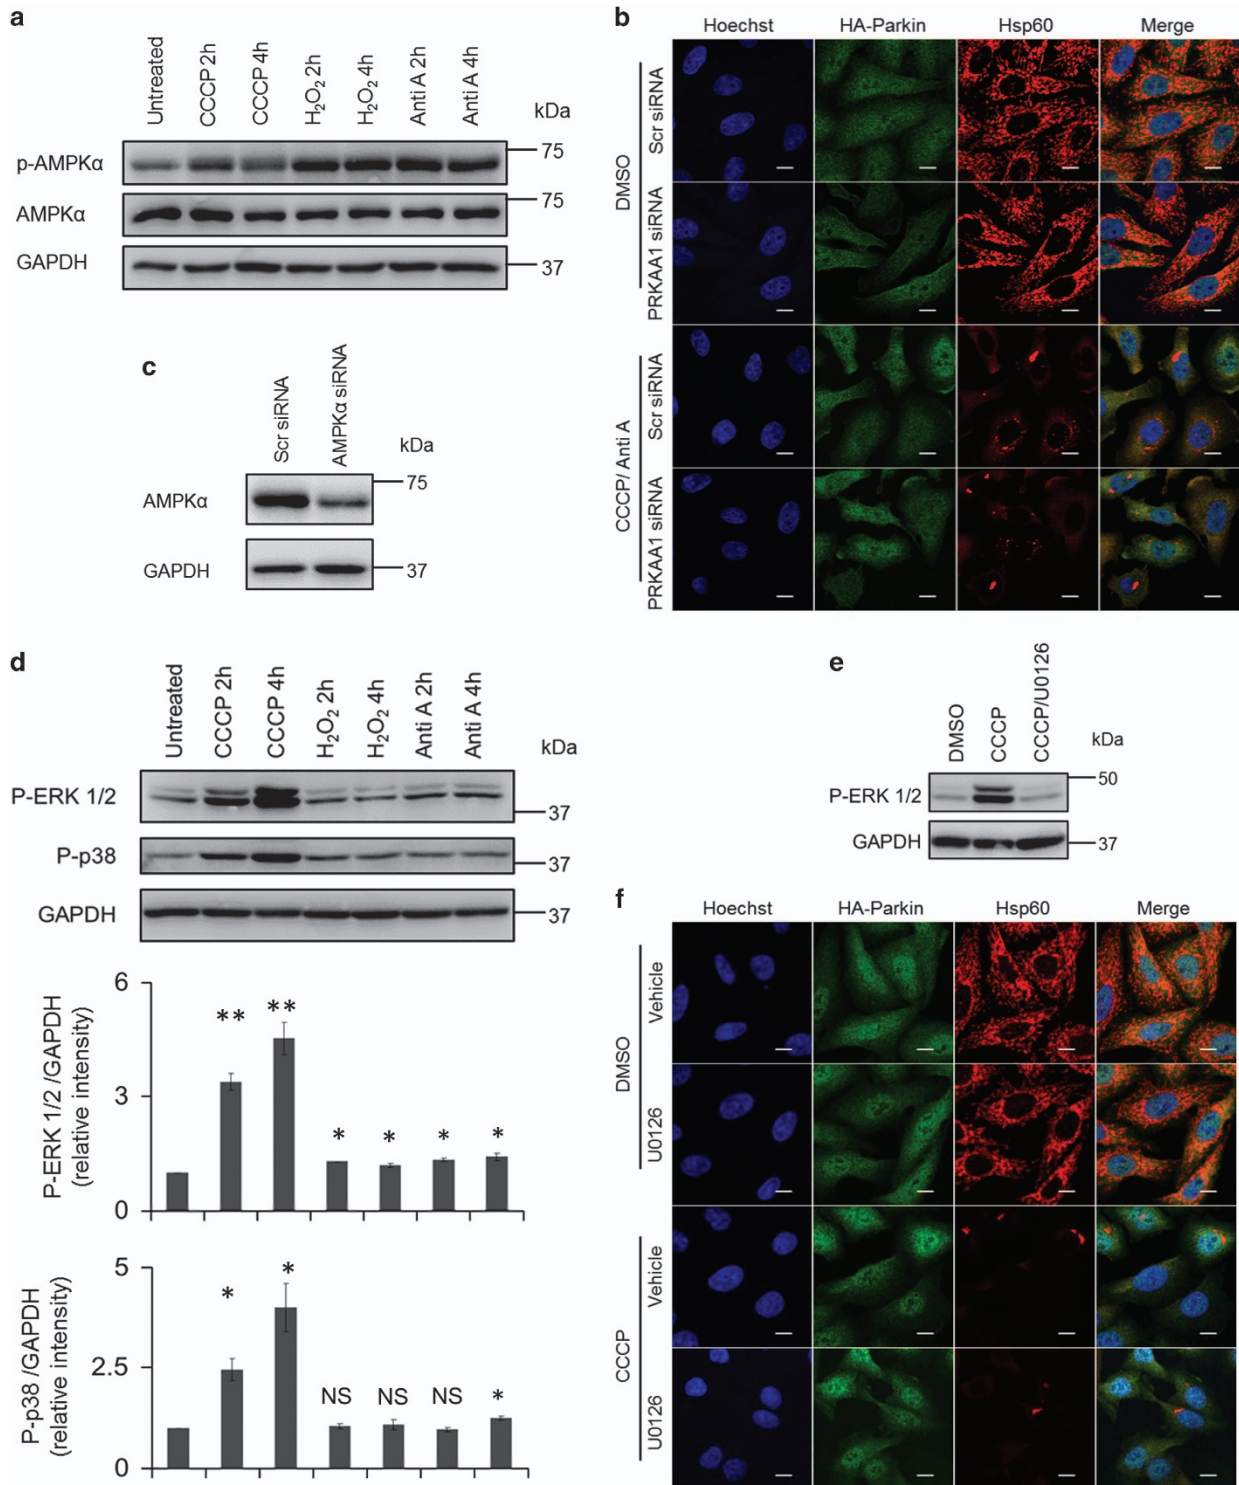 a
Untreated
CCCP 2h
CCCP 4h
H₂O₂ 2h
H₂O₂ 4h
Anti A 2h
Anti A 4h
kDa
p-AMPKα
75
AMPKα
75
GAPDH
37
b
Hoechst HA-Parkin Hsp60 Merge
DMSO
Scr siRNA
PRKAA1 siRNA
CCCP/ Anti A
Scr siRNA
PRKAA1 siRNA
c
Scr siRNA
AMPKα siRNA
kDa
AMPKα
75
GAPDH
37
d
Untreated
CCCP 2h
CCCP 4h
H₂O₂ 2h
H₂O₂ 4h
Anti A 2h
Anti A 4h
kDa
P-ERK 1/2
37
P-p38
37
GAPDH
37
P-ERK 1/2 /GAPDH
(relative intensity)
6
3
0
** ** * * * *
P-p38 /GAPDH
(relative intensity)
5
2.5
0
* * NS NS NS *
e
DMSO
CCCP
CCCP/U0126
kDa
P-ERK 1/2
50
GAPDH
37
f
Hoechst HA-Parkin Hsp60 Merge
DMSO
Vehicle
U0126
CCCP
Vehicle
U0126